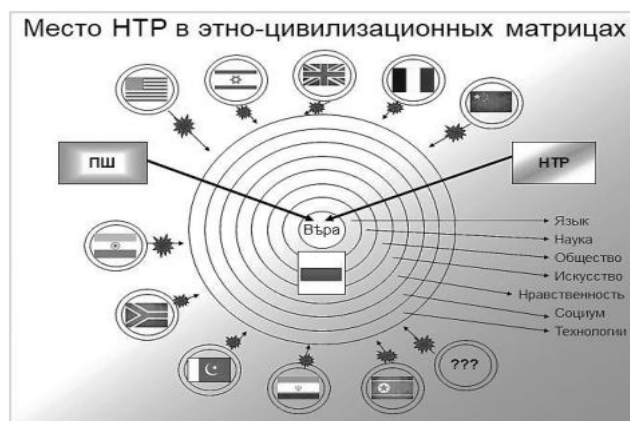 Место НТР в этно-цивилизационных матрицах
ПШ
НТР
Вѣра
Язык
Наука
Общество
Искусство
Нравственность
Социум
Технологии
???